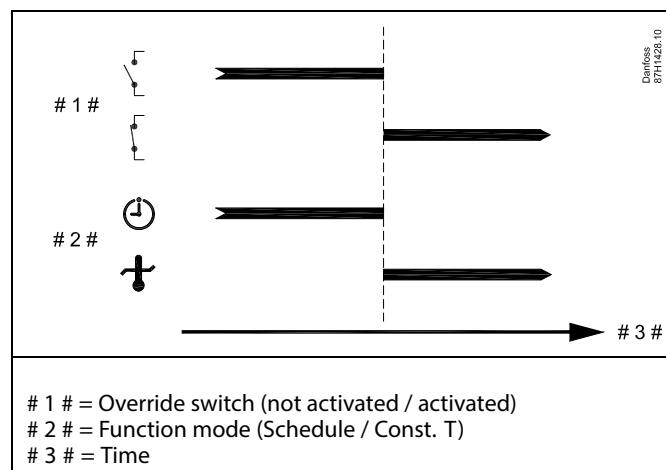 Danfoss
87H1428.10
# 1 #
# 2 #
# 3 #
# 1 # = Override switch (not activated / activated)
# 2 # = Function mode (Schedule / Const. T)
# 3 # = Time